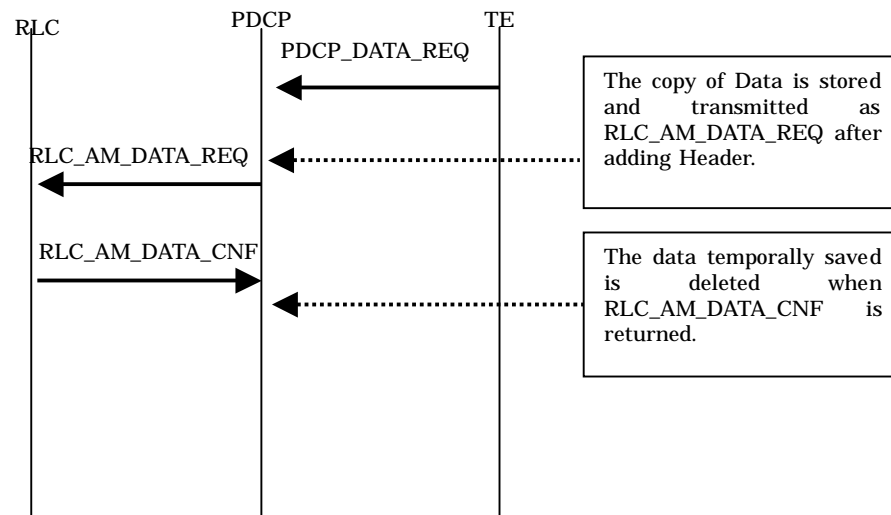 RLC
PDCP
TE
PDCP_DATA_REQ
The copy of Data is stored
and transmitted as
RLC_AM_DATA_REQ after
adding Header.
RLC_AM_DATA_REQ
RLC_AM_DATA_CNF
The data temporally saved
is deleted when
RLC_AM_DATA_CNF is
returned.